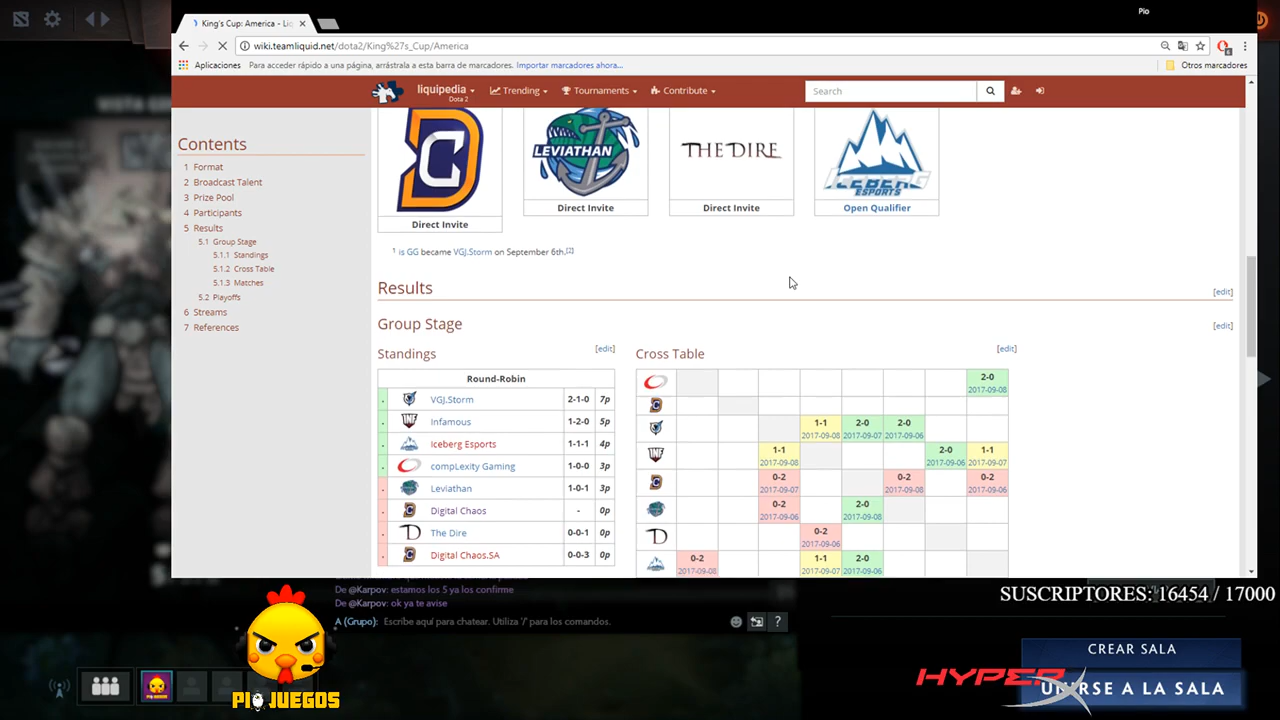 Pio
King's Cup: America - Liq
wiki.teamliquid.net/dota2/King%27s_Cup/America
Aplicaciones Para acceder rápido a una página, arrástrala a esta barra de marcadores. Importar marcadores ahora... Otros marcadores
liquipedia Dota 2 Trending Tournaments Contribute Search
Contents
1 Format
2 Broadcast Talent
3 Prize Pool
4 Participants
5 Results
5.1 Group Stage
5.1.1 Standings
5.1.2 Cross Table
5.1.3 Matches
5.2 Playoffs
6 Streams
7 References
LEVIATHAN THE DIRE ICEBERG ESPORTS
Direct Invite Direct Invite Direct Invite Open Qualifier
1 is GG became VGJ.Storm on September 6th.[2]
Results [edit]
Group Stage [edit]
Standings [edit]
Round-Robin
VGJ.Storm 2-1-0 7p
Infamous 1-2-0 5p
Iceberg Esports 1-1-1 4p
compLexity Gaming 1-0-0 3p
Leviathan 1-0-1 3p
Digital Chaos - 0p
The Dire 0-0-1 0p
Digital Chaos.SA 0-0-3 0p
Cross Table [edit]
2-0
2017-09-08
1-1 2-0 2-0
2017-09-08 2017-09-07 2017-09-06
INF 1-1 2-0 1-1
2017-09-08 2017-09-06 2017-09-07
0-2 0-2 0-2
2017-09-07 2017-09-08 2017-09-06
0-2 2-0
2017-09-06 2017-09-08
0-2
2017-09-06
0-2 1-1 2-0
2017-09-08 2017-09-07 2017-09-06
De @Karpov: estamos los 5 ya los confirme
De @Karpov: ok ya te avise
A (Grupo): Escribe aquí para chatear. Utiliza '/' para los comandos.
SUSCRIPTORES: 16454 / 17000
CREAR SALA
UNIRSE A LA SALA
HYPERX
PIOJUEGOS